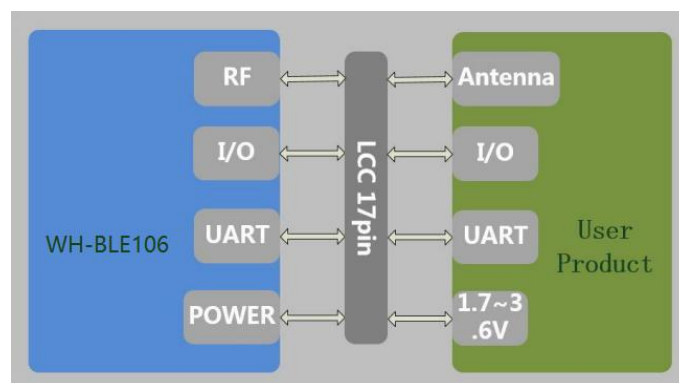 WH-BLE106
RF
I/O
UART
POWER
LCC 17pin
Antenna
I/O
UART
1.7~3
.6V
User
Product